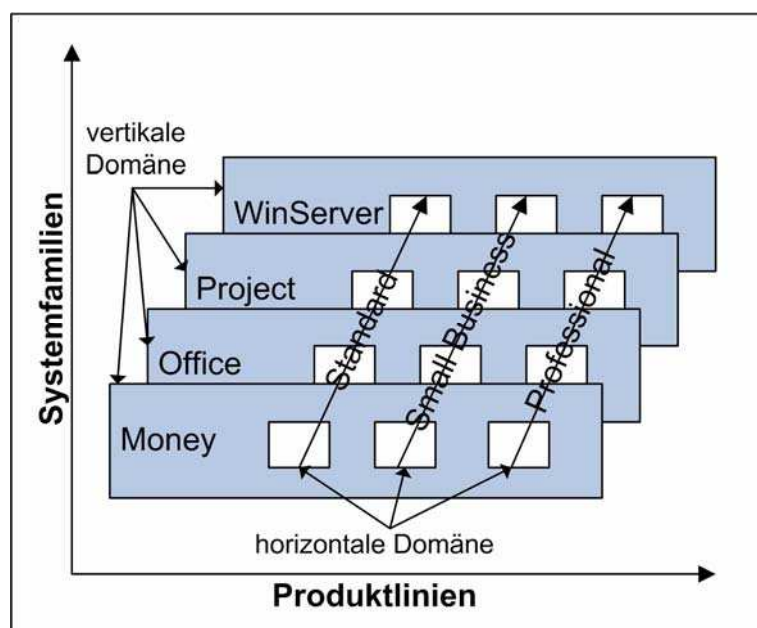 Systemfamilien
vertikale
Domäne
WinServer
Project
Office
Money
Standard
Small Business
Professional
horizontale Domäne
Produktlinien